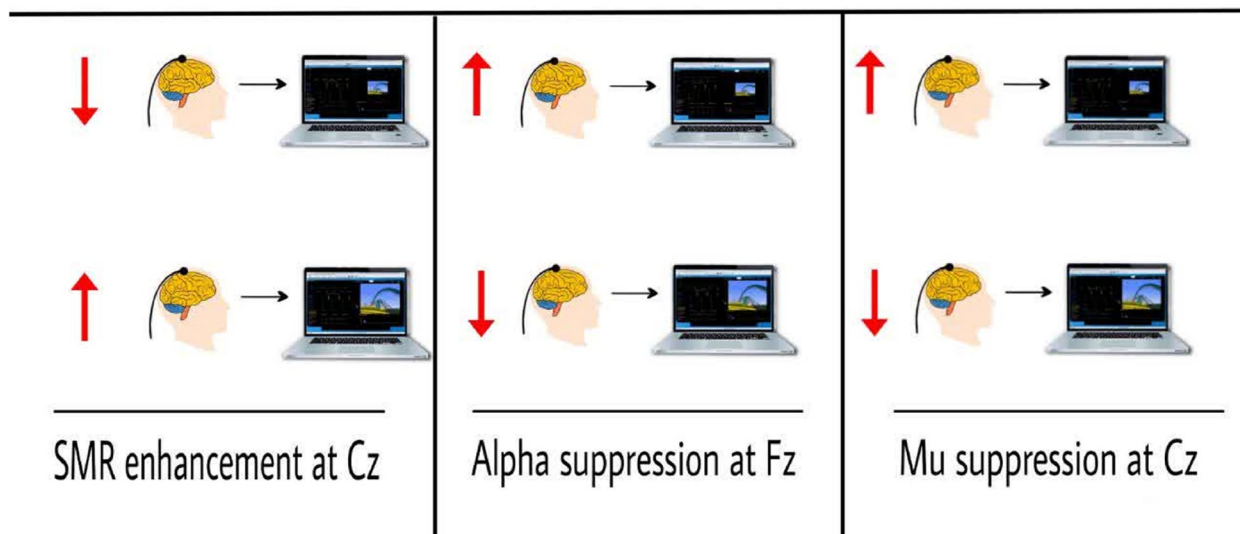 SMR enhancement at Cz
Alpha suppression at Fz
Mu suppression at Cz